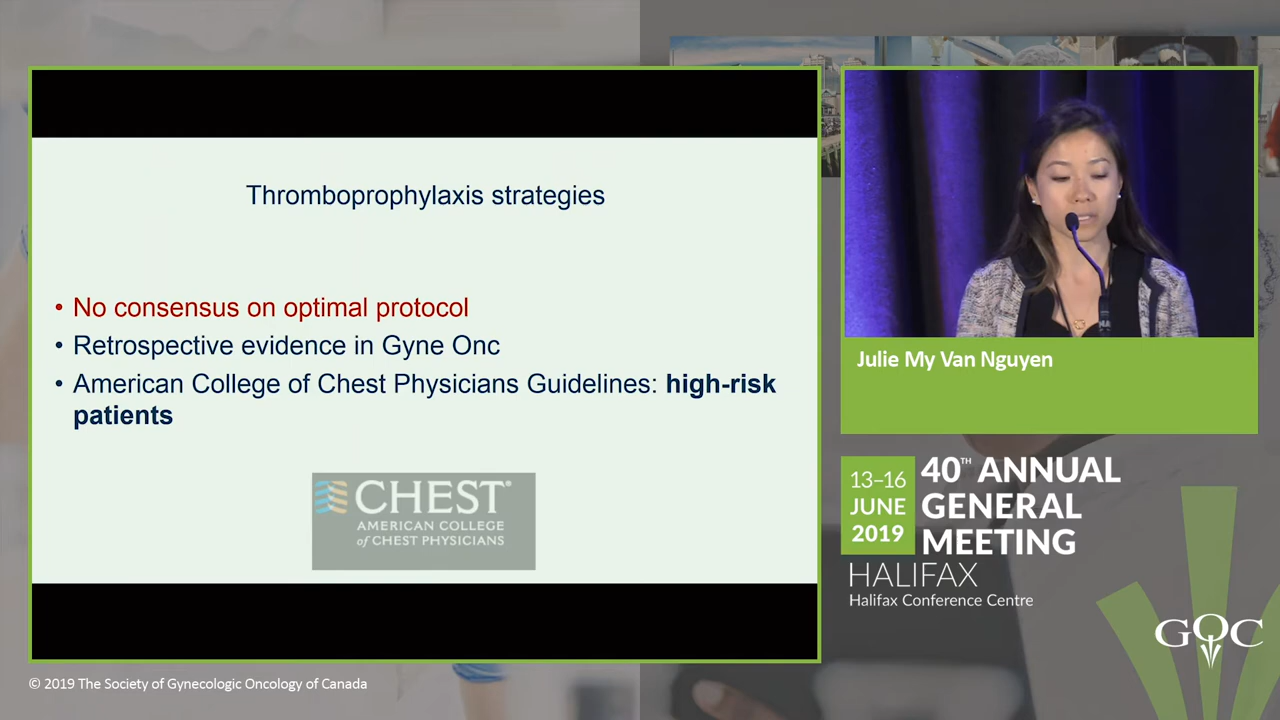 Thromboprophylaxis strategies
• No consensus on optimal protocol
• Retrospective evidence in Gyne Onc
• American College of Chest Physicians Guidelines: high-risk
patients
CHEST®
AMERICAN COLLEGE
of CHEST PHYSICIANS
Julie My Van Nguyen
13–16
JUNE
2019
40TH ANNUAL
GENERAL
MEETING
HALIFAX
Halifax Conference Centre
GOC
© 2019 The Society of Gynecologic Oncology of Canada